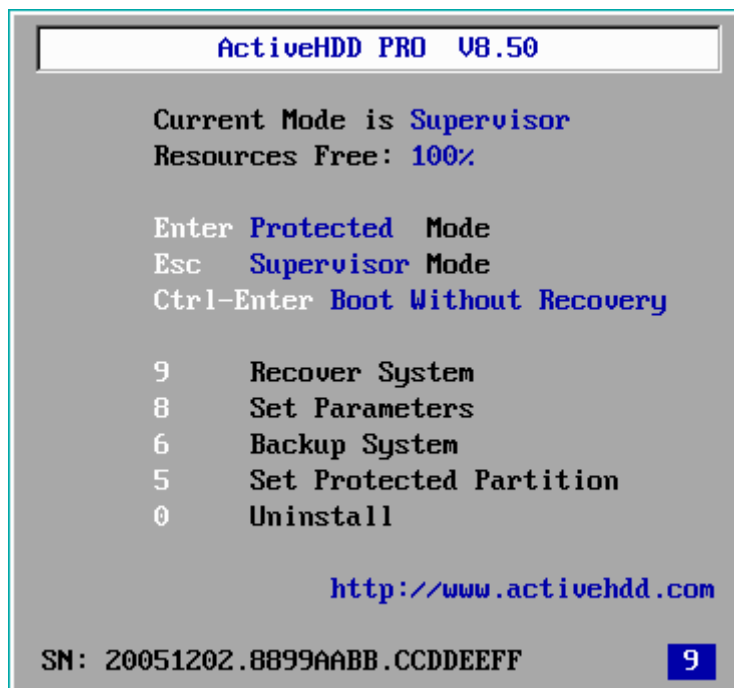 ActiveHDD PRO V8.50
Current Mode is Supervisor
Resources Free: 100%
Enter Protected Mode
Esc Supervisor Mode
Ctrl-Enter Boot Without Recovery
9 Recover System
8 Set Parameters
6 Backup System
5 Set Protected Partition
0 Uninstall
http://www.activehdd.com
SN: 20051202.8899AABB.CCDDEEFF 9